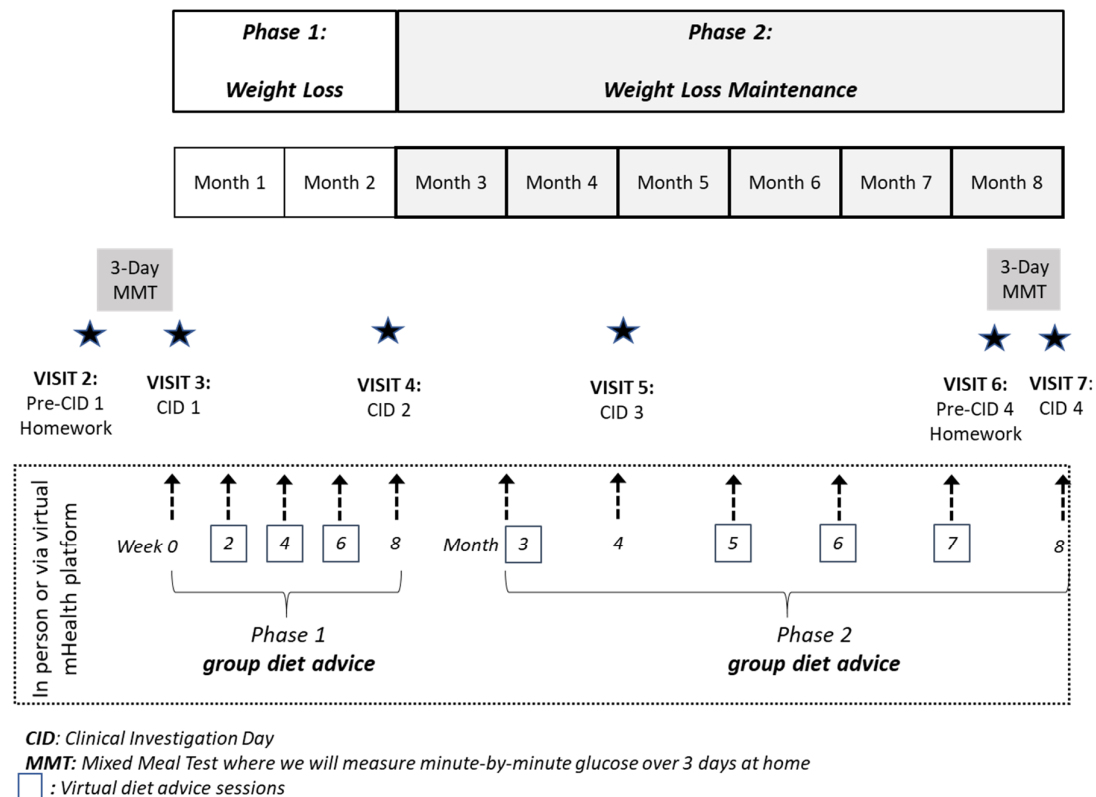 Phase 1:
Weight Loss
Phase 2:
Weight Loss Maintenance
Month 1
Month 2
Month 3
Month 4
Month 5
Month 6
Month 7
Month 8
3-Day
MMT
3-Day
MMT
VISIT 2:
Pre-CID 1
Homework
VISIT 3:
CID 1
VISIT 4:
CID 2
VISIT 5:
CID 3
VISIT 6:
Pre-CID 4
Homework
VISIT 7:
CID 4
In person or via virtual
mHealth platform
Week 0
2
4
6
8
Month
3
4
5
6
7
8
Phase 1
group diet advice
Phase 2
group diet advice
CID: Clinical Investigation Day
MMT: Mixed Meal Test where we will measure minute-by-minute glucose over 3 days at home
: Virtual diet advice sessions